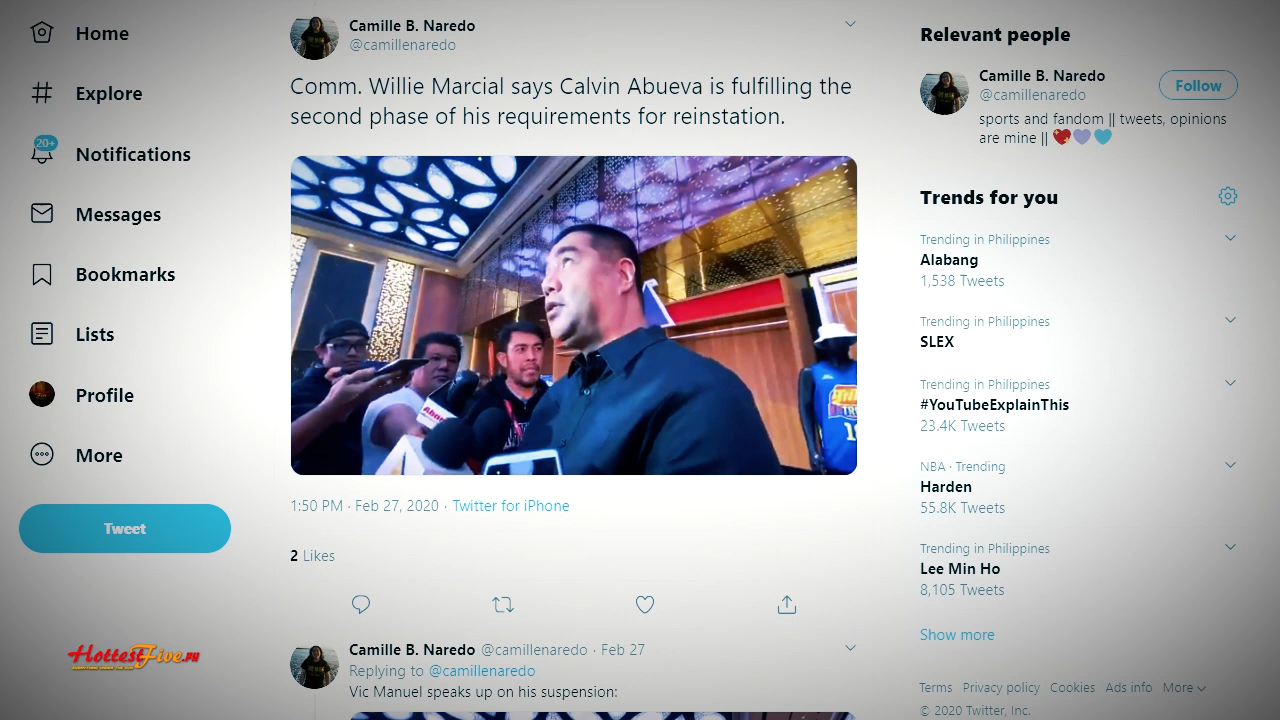 Home
Explore
20+
Notifications
Messages
Bookmarks
Lists
Profile
More
Tweet
HottestFive.PH
Camille B. Naredo
@camillenaredo
Comm. Willie Marcial says Calvin Abueva is fulfilling the
second phase of his requirements for reinstation.
1:50 PM · Feb 27, 2020 · Twitter for iPhone
2 Likes
Camille B. Naredo @camillenaredo · Feb 27
Replying to @camillenaredo
Vic Manuel speaks up on his suspension:
Relevant people
Camille B. Naredo
@camillenaredo
Follow
sports and fandom || tweets, opinions
are mine ||
Trends for you
Trending in Philippines
Alabang
1,538 Tweets
Trending in Philippines
SLEX
Trending in Philippines
#YouTubeExplainThis
23.4K Tweets
NBA · Trending
Harden
55.8K Tweets
Trending in Philippines
Lee Min Ho
8,105 Tweets
Show more
Terms Privacy policy Cookies Ads info More
© 2020 Twitter, Inc.